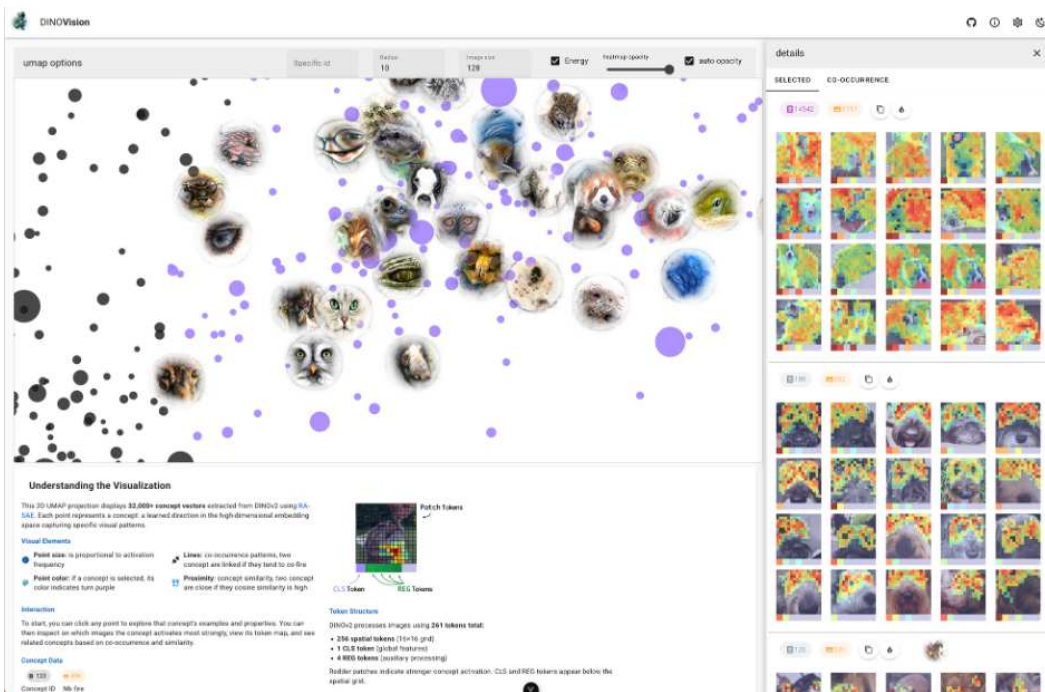 DINOVision
umap options
Specific id
Radius
10
Image size
128
Energy
heatmap opacity
auto opacity
details
SELECTED CO-OCCURRENCE
14542
Understanding the Visualization
This 2D UMAP projection displays 32,000+ concept vectors extracted from DINOv2 using RA-
SAE. Each point represents a concept: a learned direction in the high-dimensional embedding
space capturing specific visual patterns.
Visual Elements
Point size: is proportional to activation
frequency
Lines: co-occurrence patterns, two
concept are linked if they tend to co-fire
Point color: if a concept is selected, its
color indicates turn purple
Proximity: concept similarity, two concept
are close if they cosine similarity is high
Interaction
To start, you can click any point to explore that concept's examples and properties. You can
then inspect on which images the concept activates most strongly, view its token map, and see
related concepts based on co-occurrence and similarity.
Concept Data
123
Concept ID Nb fire
Patch Tokens
CLS Token
REG Tokens
Token Structure
DINOv2 processes images using 261 tokens total:
• 256 spatial tokens (16×16 grid)
• 1 CLS token (global features)
• 4 REG tokens (auxiliary processing)
Redder patches indicate stronger concept activation. CLS and REG tokens appear below the
spatial grid.